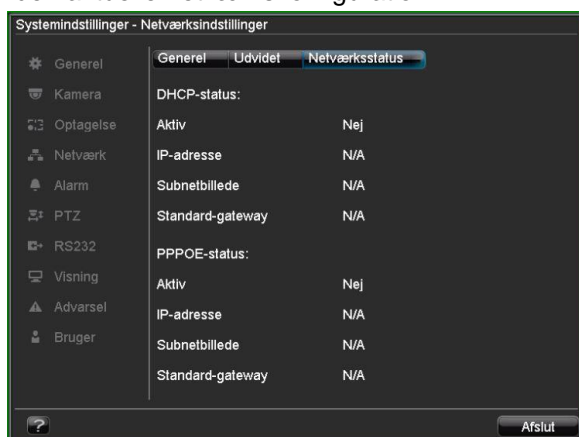 Systemindstillinger - Netværksindstillinger
Generel
Kamera
Optagelse
Netværk
Alarm
PTZ
RS232
Visning
Advarsel
Bruger
Generel Udvidet Netværksstatus
DHCP-status:
Aktiv Nej
IP-adresse N/A
Subnetbillede N/A
Standard-gateway N/A
PPPOE-status:
Aktiv Nej
IP-adresse N/A
Subnetbillede N/A
Standard-gateway N/A
? Afslut